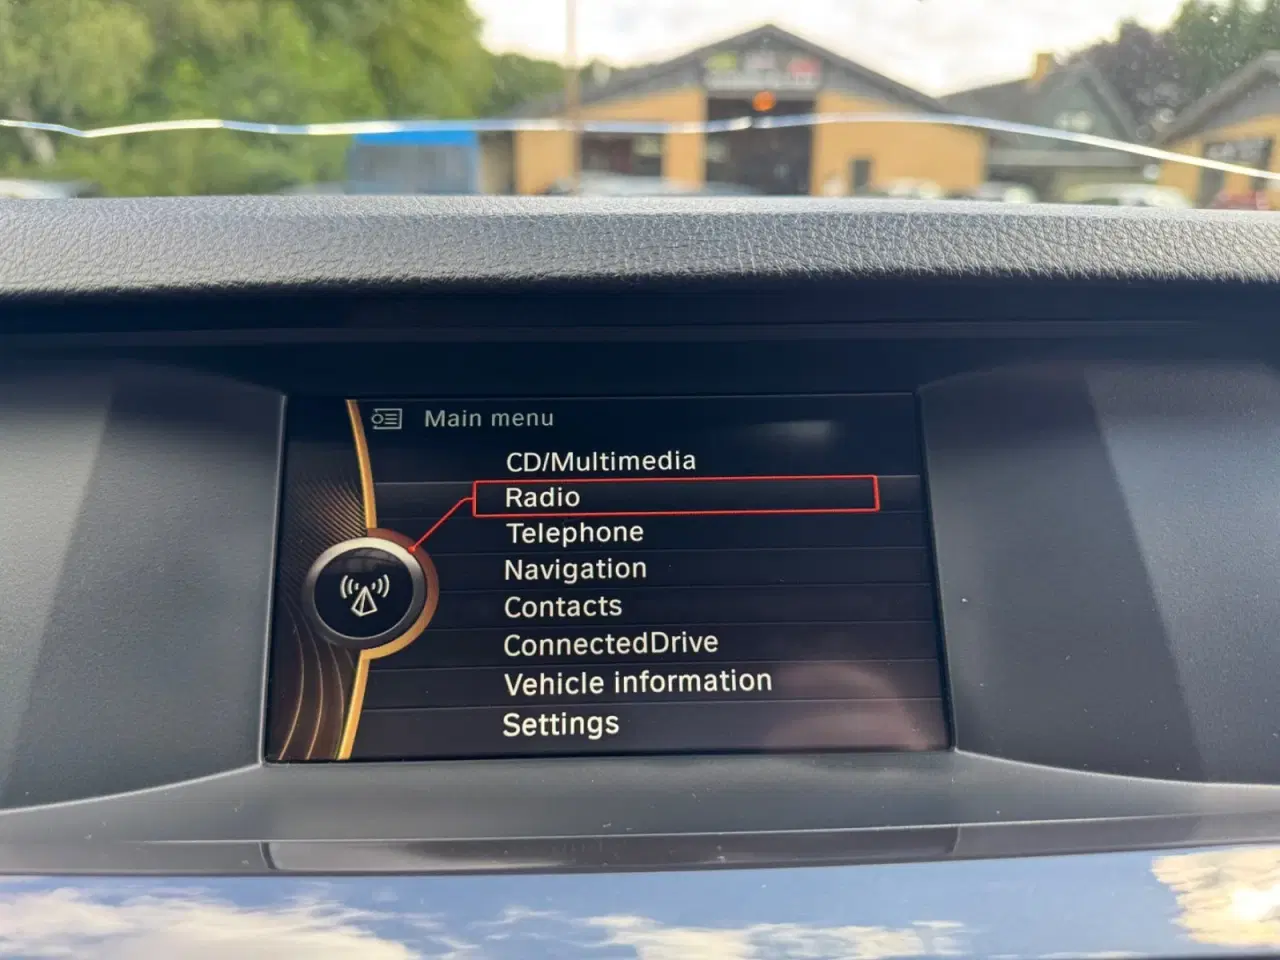 Main menu
CD/Multimedia
Radio
Telephone
Navigation
Contacts
ConnectedDrive
Vehicle information
Settings